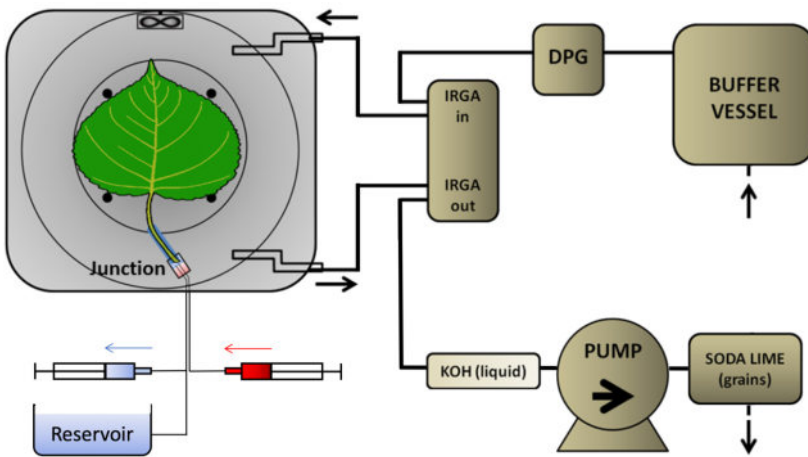 DPG
BUFFER
VESSEL
IRGA
in
IRGA
out
Junction
PUMP
KOH (liquid)
SODA LIME
(grains)
Reservoir